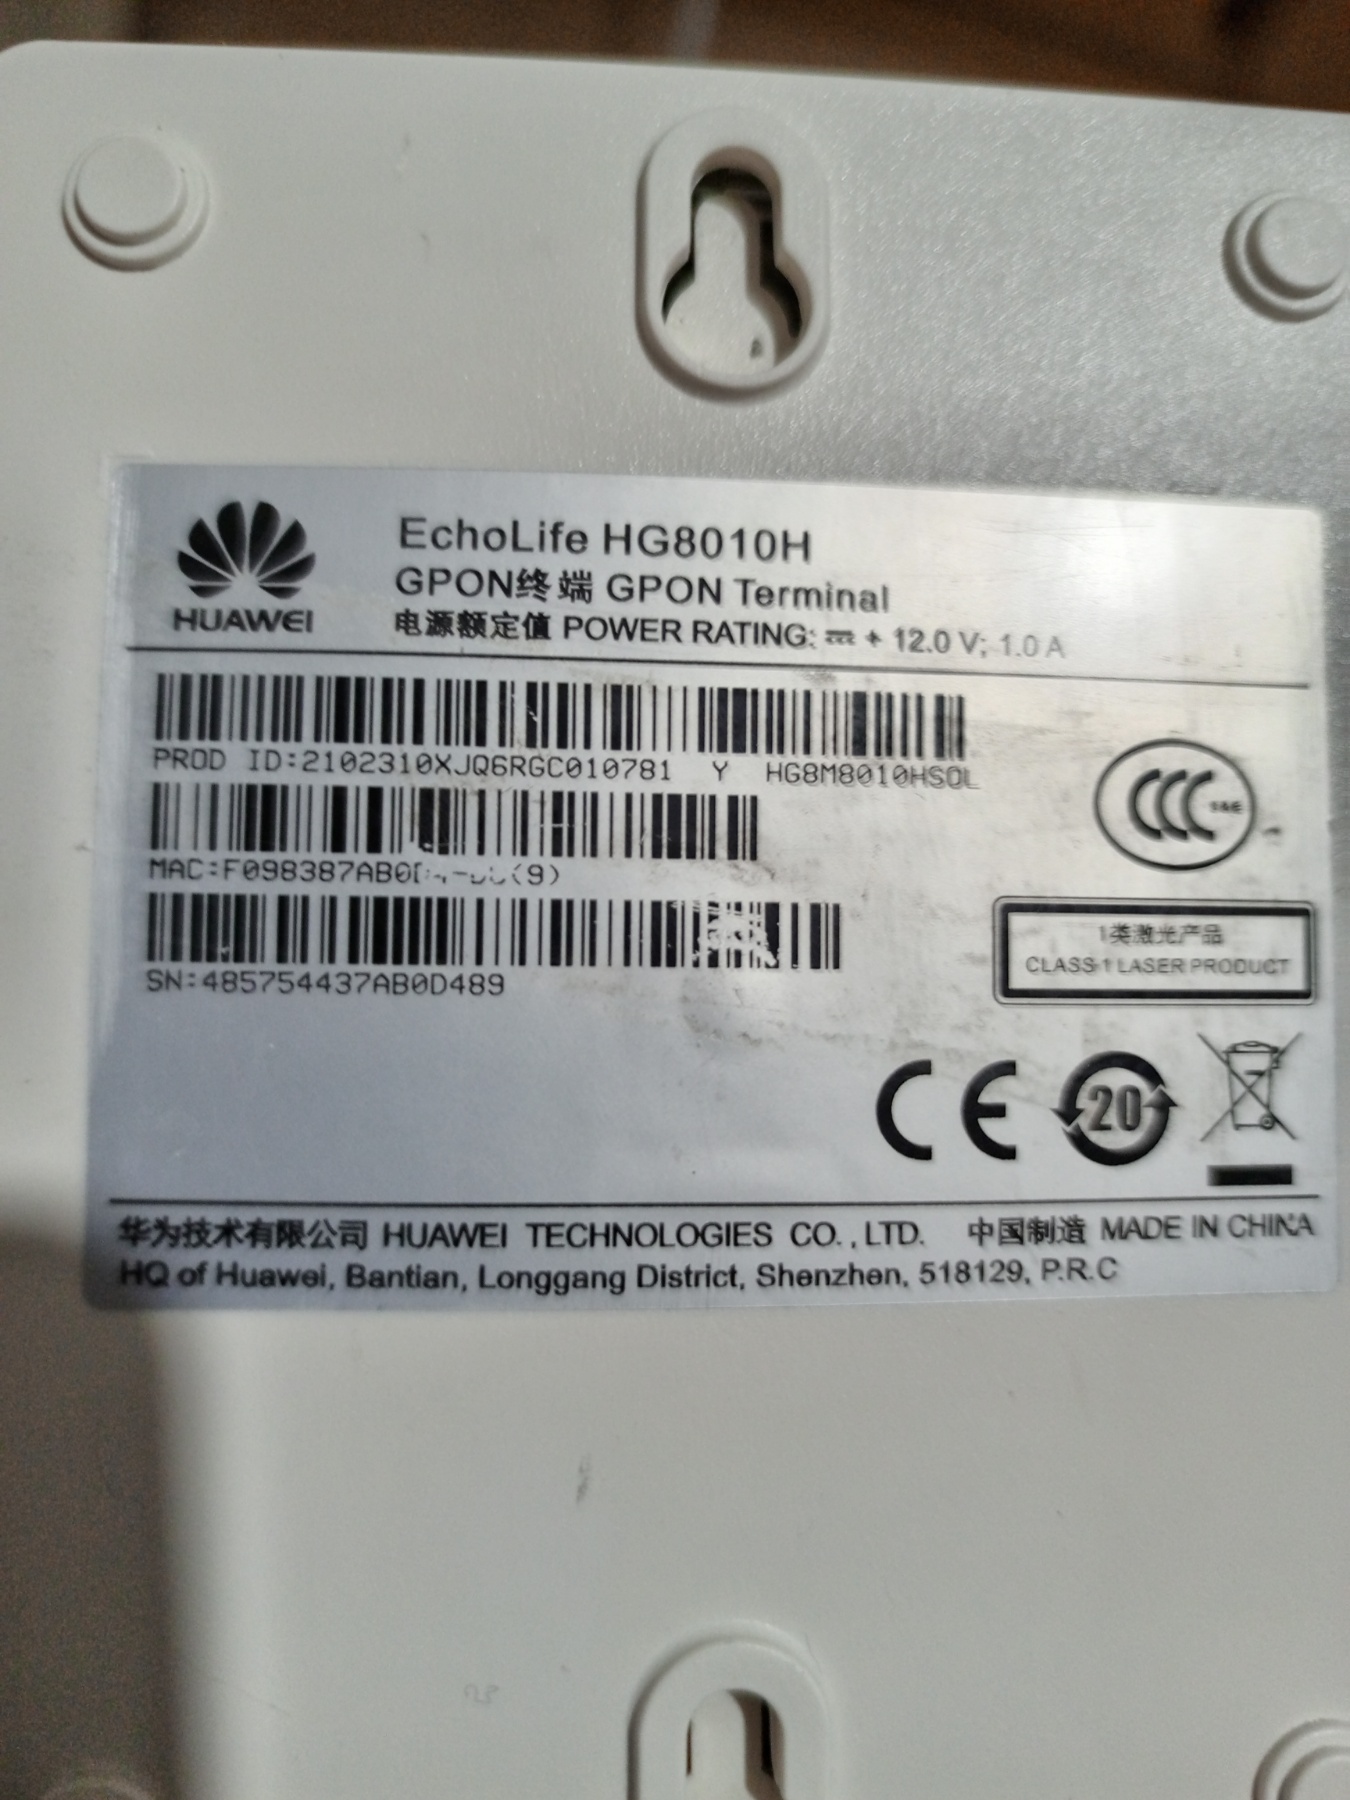 HUAWEI
EchoLife HG8010H
GPON终端 GPON Terminal
电源额定值 POWER RATING: ⎓ + 12.0 V; 1.0 A
PROD ID:2102310XJQ6RGC010781 Y HG8M8010HSOL
SN:485754437AB0D489
CCC
1类激光产品
CLASS 1 LASER PRODUCT
CE
20
华为技术有限公司 HUAWEI TECHNOLOGIES CO.,LTD. 中国制造 MADE IN CHINA
HQ of Huawei, Bantian, Longgang District, Shenzhen, 518129, P.R.C